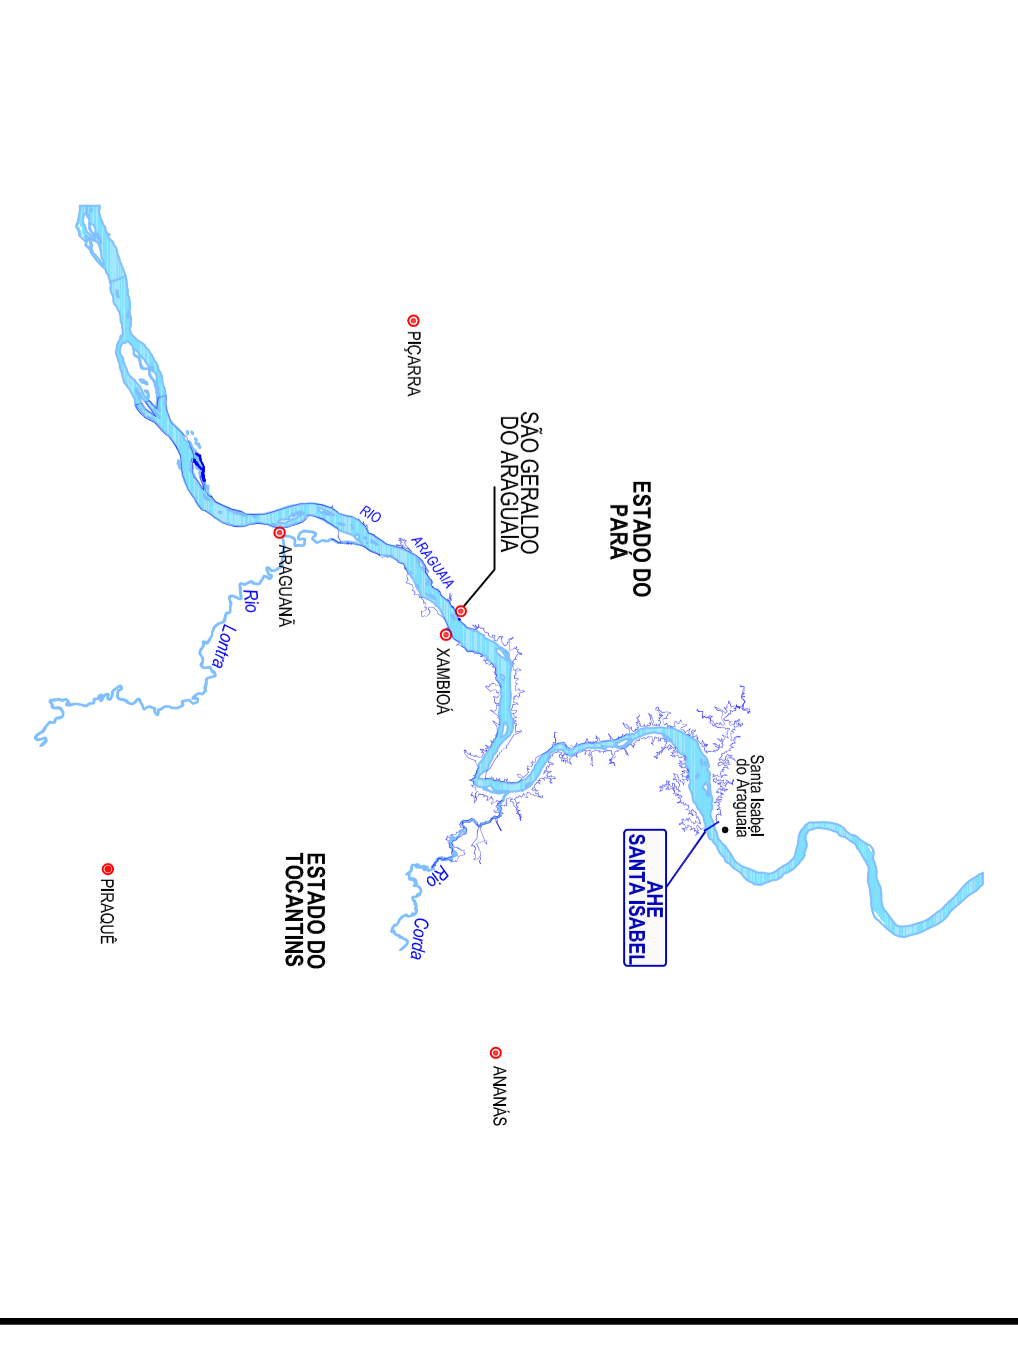 Santa Isabel
do Araguaia
ESTADO DO
PARÁ
AHE
SANTA ISABEL
SÃO GERALDO
DO ARAGUAIA
ANANÁS
PIÇARRA
RIO
ARAGUAIA
XAMBIOÁ
Rio
Corda
ESTADO DO
TOCANTINS
ARAGUANÃ
Rio
Lontra
PIRAQUÊ